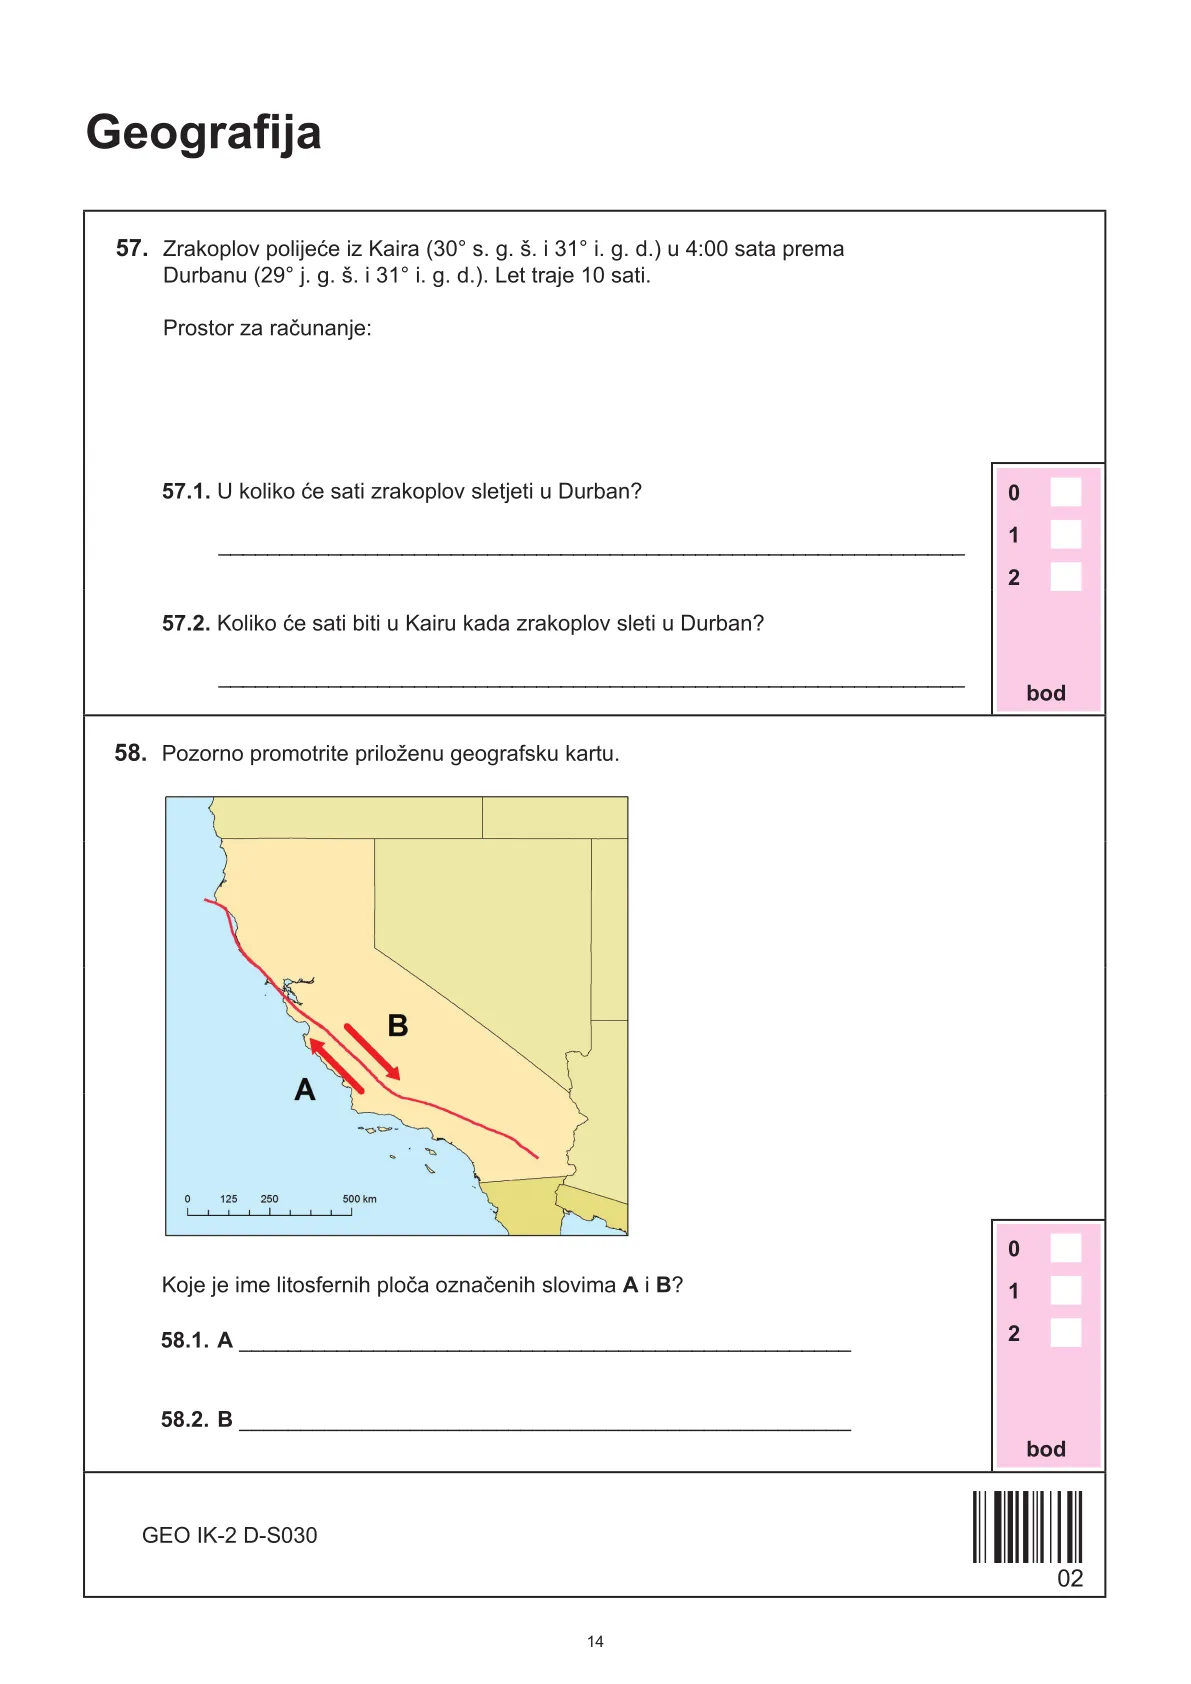 Geografija
57. Zrakoplov polijeće iz Kaira (30° s. g. š. i 31° i. g. d.) u 4:00 sata prema
Durbanu (29° j. g. š. i 31° i. g. d.). Let traje 10 sati.
Prostor za računanje:
57.1. U koliko će sati zrakoplov sletjeti u Durban?
57.2. Koliko će sati biti u Kairu kada zrakoplov sleti u Durban?
0
1
2
bod
58. Pozorno promotrite priloženu geografsku kartu.
B
A
0 125 250 500 km
Koje je ime litosfernih ploča označenih slovima A i B?
58.1. A
58.2. B
0
1
2
bod
GEO IK-2 D-S030
02
14